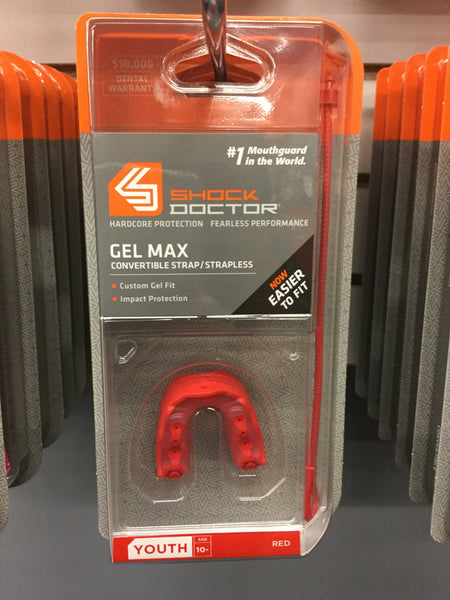 $10,000
DENTAL
WARRANTY
#1 Mouthguard
in the World.
SHOCK
DOCTOR
HARDCORE PROTECTION FEARLESS PERFORMANCE
GEL MAX
CONVERTIBLE STRAP/STRAPLESS
Custom Gel Fit
Impact Protection
NOW
EASIER
TO FIT
YOUTH
AGE
10-
RED